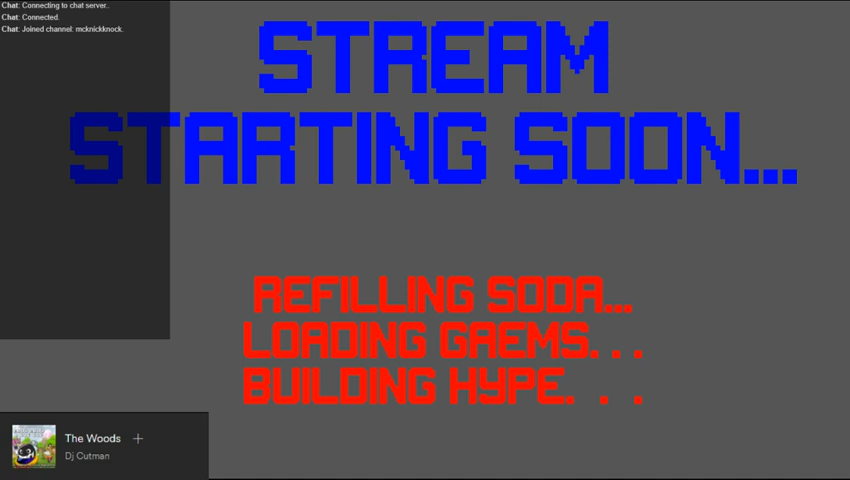 Chat: Connecting to chat server..
Chat: Connected.
Chat: Joined channel: mcknickknock.
STREAM
STARTING SOON...
REFILLING SODA...
LOADING GAEMS. . .
BUILDING HYPE. . .
The Woods +
Dj Cutman